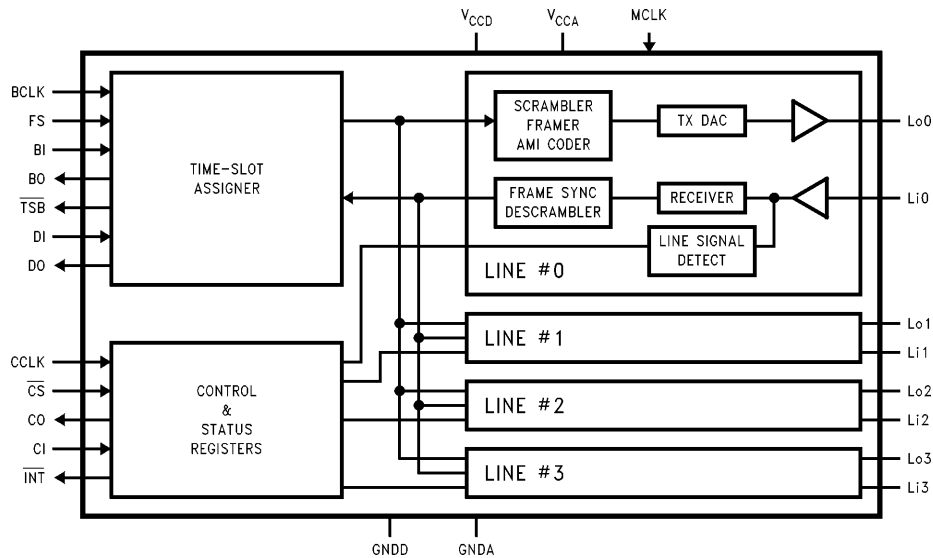 VCCD VCCA MCLK
BCLK
FS
BI
BO
TSB
DI
DO
TIME-SLOT
ASSIGNER
SCRAMBLER
FRAMER
AMI CODER
TX DAC
Lo0
FRAME SYNC
DESCRAMBLER
RECEIVER
Li0
LINE SIGNAL
DETECT
LINE #0
CCLK
CS
CO
CI
INT
CONTROL
&
STATUS
REGISTERS
LINE #1
Lo1
Li1
LINE #2
Lo2
Li2
LINE #3
Lo3
Li3
GNDD GNDA